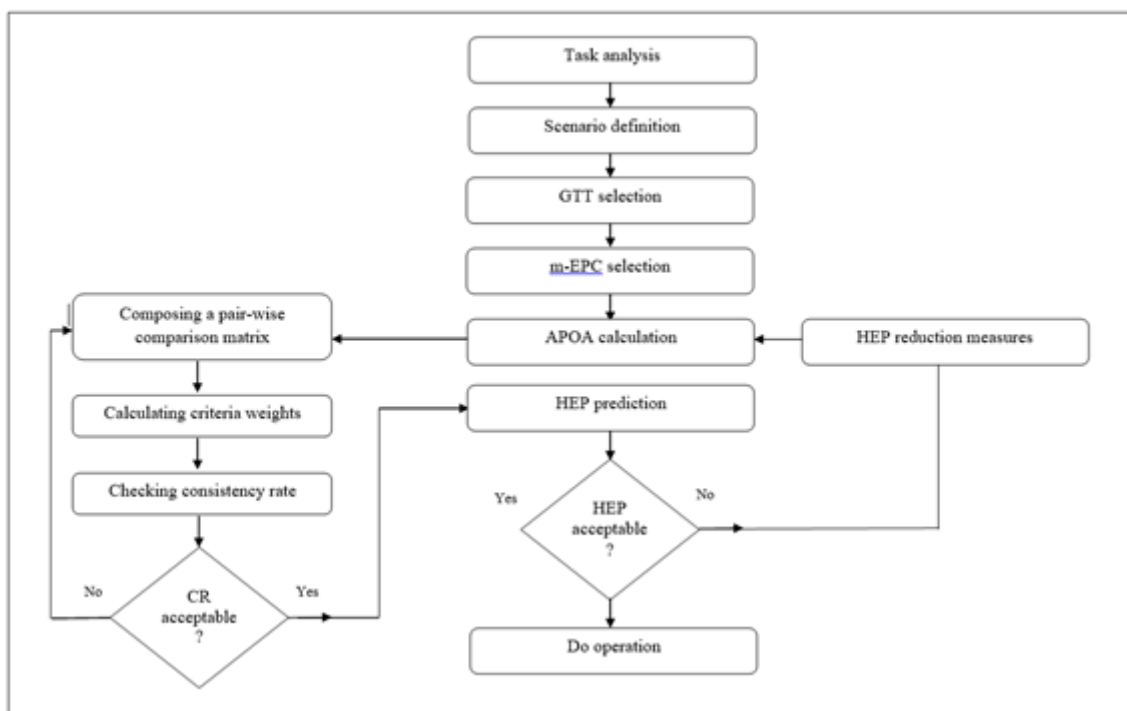 Task analysis
Scenario definition
GTT selection
m-EPC selection
APOA calculation
HEP reduction measures
Composing a pair-wise
comparison matrix
Calculating criteria weights
Checking consistency rate
No
CR
acceptable
?
Yes
HEP prediction
Yes
HEP
acceptable
?
No
Do operation